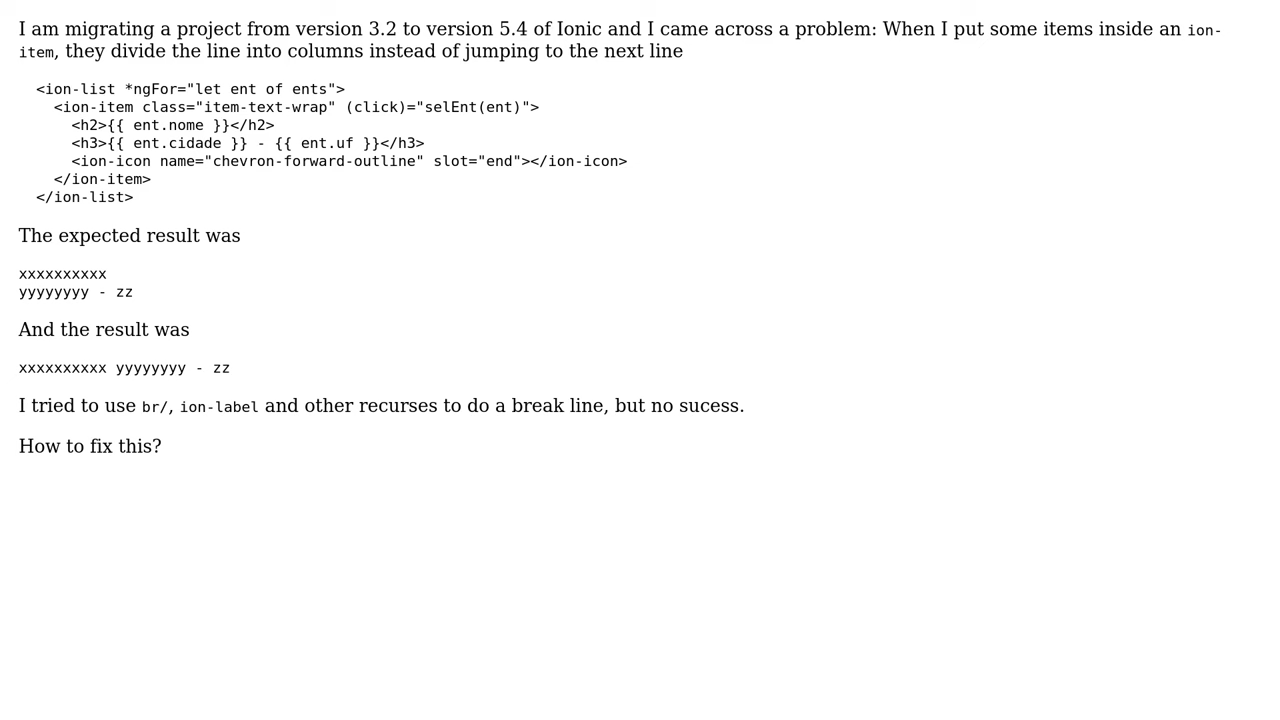 I am migrating a project from version 3.2 to version 5.4 of Ionic and I came across a problem: When I put some items inside an ion-
item, they divide the line into columns instead of jumping to the next line
<ion-list *ngFor="let ent of ents">
<ion-item class="item-text-wrap" (click)="selEnt(ent)">
<h2>{{ ent.nome }}</h2>
<h3>{{ ent.cidade }} - {{ ent.uf }}</h3>
<ion-icon name="chevron-forward-outline" slot="end"></ion-icon>
</ion-item>
</ion-list>
The expected result was
xxxxxxxxxx
yyyyyyyy - zz
And the result was
xxxxxxxxxx yyyyyyyy - zz
I tried to use br/, ion-label and other recurses to do a break line, but no sucess.
How to fix this?